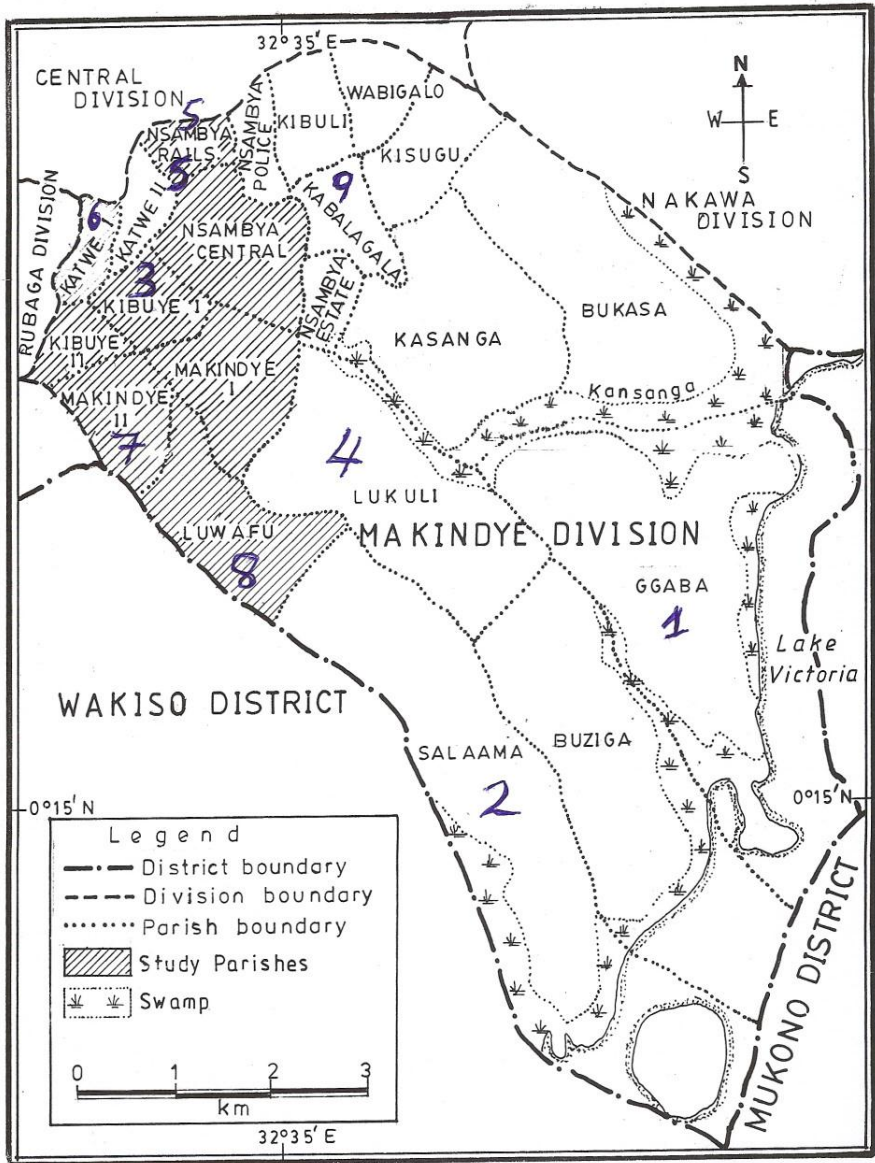 32°35′ E
CENTRAL
DIVISION
5
NSAMBYA
RAILS
5
NSAMBYA
POLICE
KIBULI
WABIGALO
KISUGU
N
W E
S
NAKAWA
DIVISION
RUBAGA DIVISION
6
KATWE I
KATWE II
NSAMBYA
CENTRAL
9
KABALAGALA
NSAMBYA
ESTATE
3
KIBUYE I
KIBUYE
II
MAKINDYE
I
MAKINDYE
II
7
KASANGA
BUKASA
Kansanga
4
LUKULI
LUWAFU
8
MAKINDYE DIVISION
GGABA
1
Lake
Victoria
WAKISO DISTRICT
SALAAMA
2
BUZIGA
0°15′N
0°15′N
MUKONO DISTRICT
Legend
District boundary
Division boundary
Parish boundary
Study Parishes
Swamp
0 1 2 3
km
32°35′ E